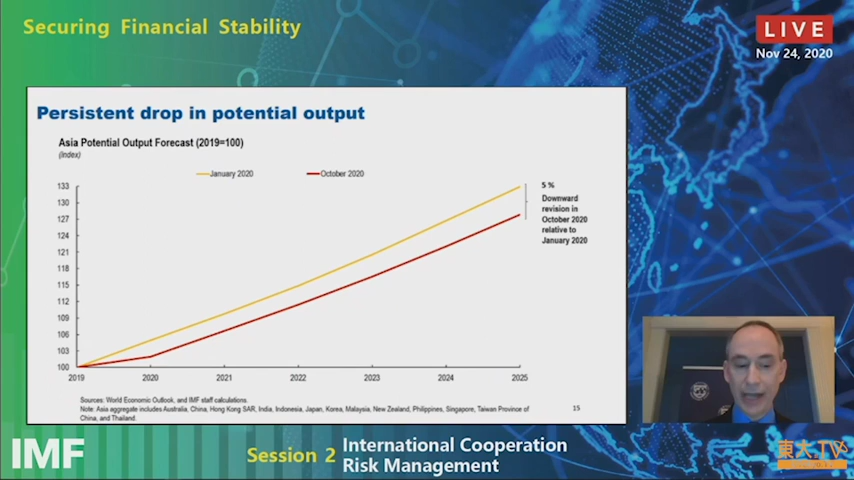 Securing Financial Stability
LIVE
Nov 24, 2020
Persistent drop in potential output
Asia Potential Output Forecast (2019=100)
(Index)
January 2020
October 2020
133
130
127
124
121
118
115
112
109
106
103
100
2019
2020
2021
2022
2023
2024
2025
5 %
Downward
revision in
October 2020
relative to
January 2020
Sources: World Economic Outlook, and IMF staff calculations.
Note: Asia aggregate includes Australia, China, Hong Kong SAR, India, Indonesia, Japan, Korea, Malaysia, New Zealand, Philippines, Singapore, Taiwan Province of
China, and Thailand.
15
IMF
Session 2
International Cooperation
Risk Management
東大.TV